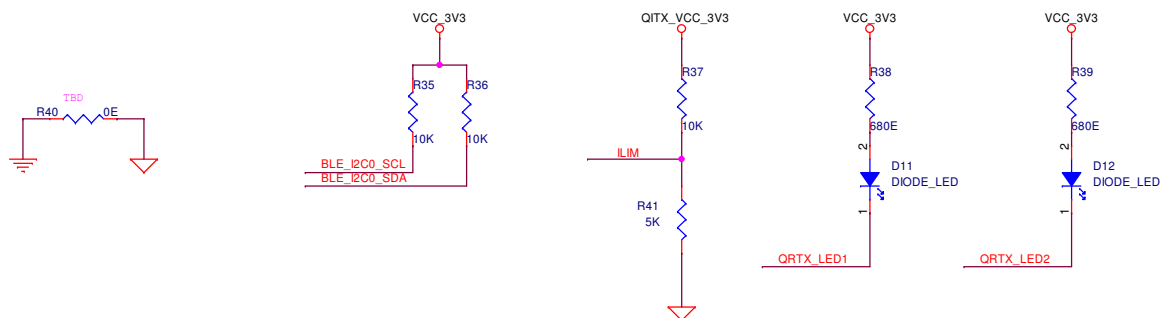 TBD
R40 0E
VCC_3V3
R35 R36
10K 10K
BLE_I2C0_SCL
BLE_I2C0_SDA
QITX_VCC_3V3
R37
10K
ILIM
R41
5K
VCC_3V3
R38
680E
2
D11
DIODE_LED
1
QRTX_LED1
VCC_3V3
R39
680E
2
D12
DIODE_LED
1
QRTX_LED2